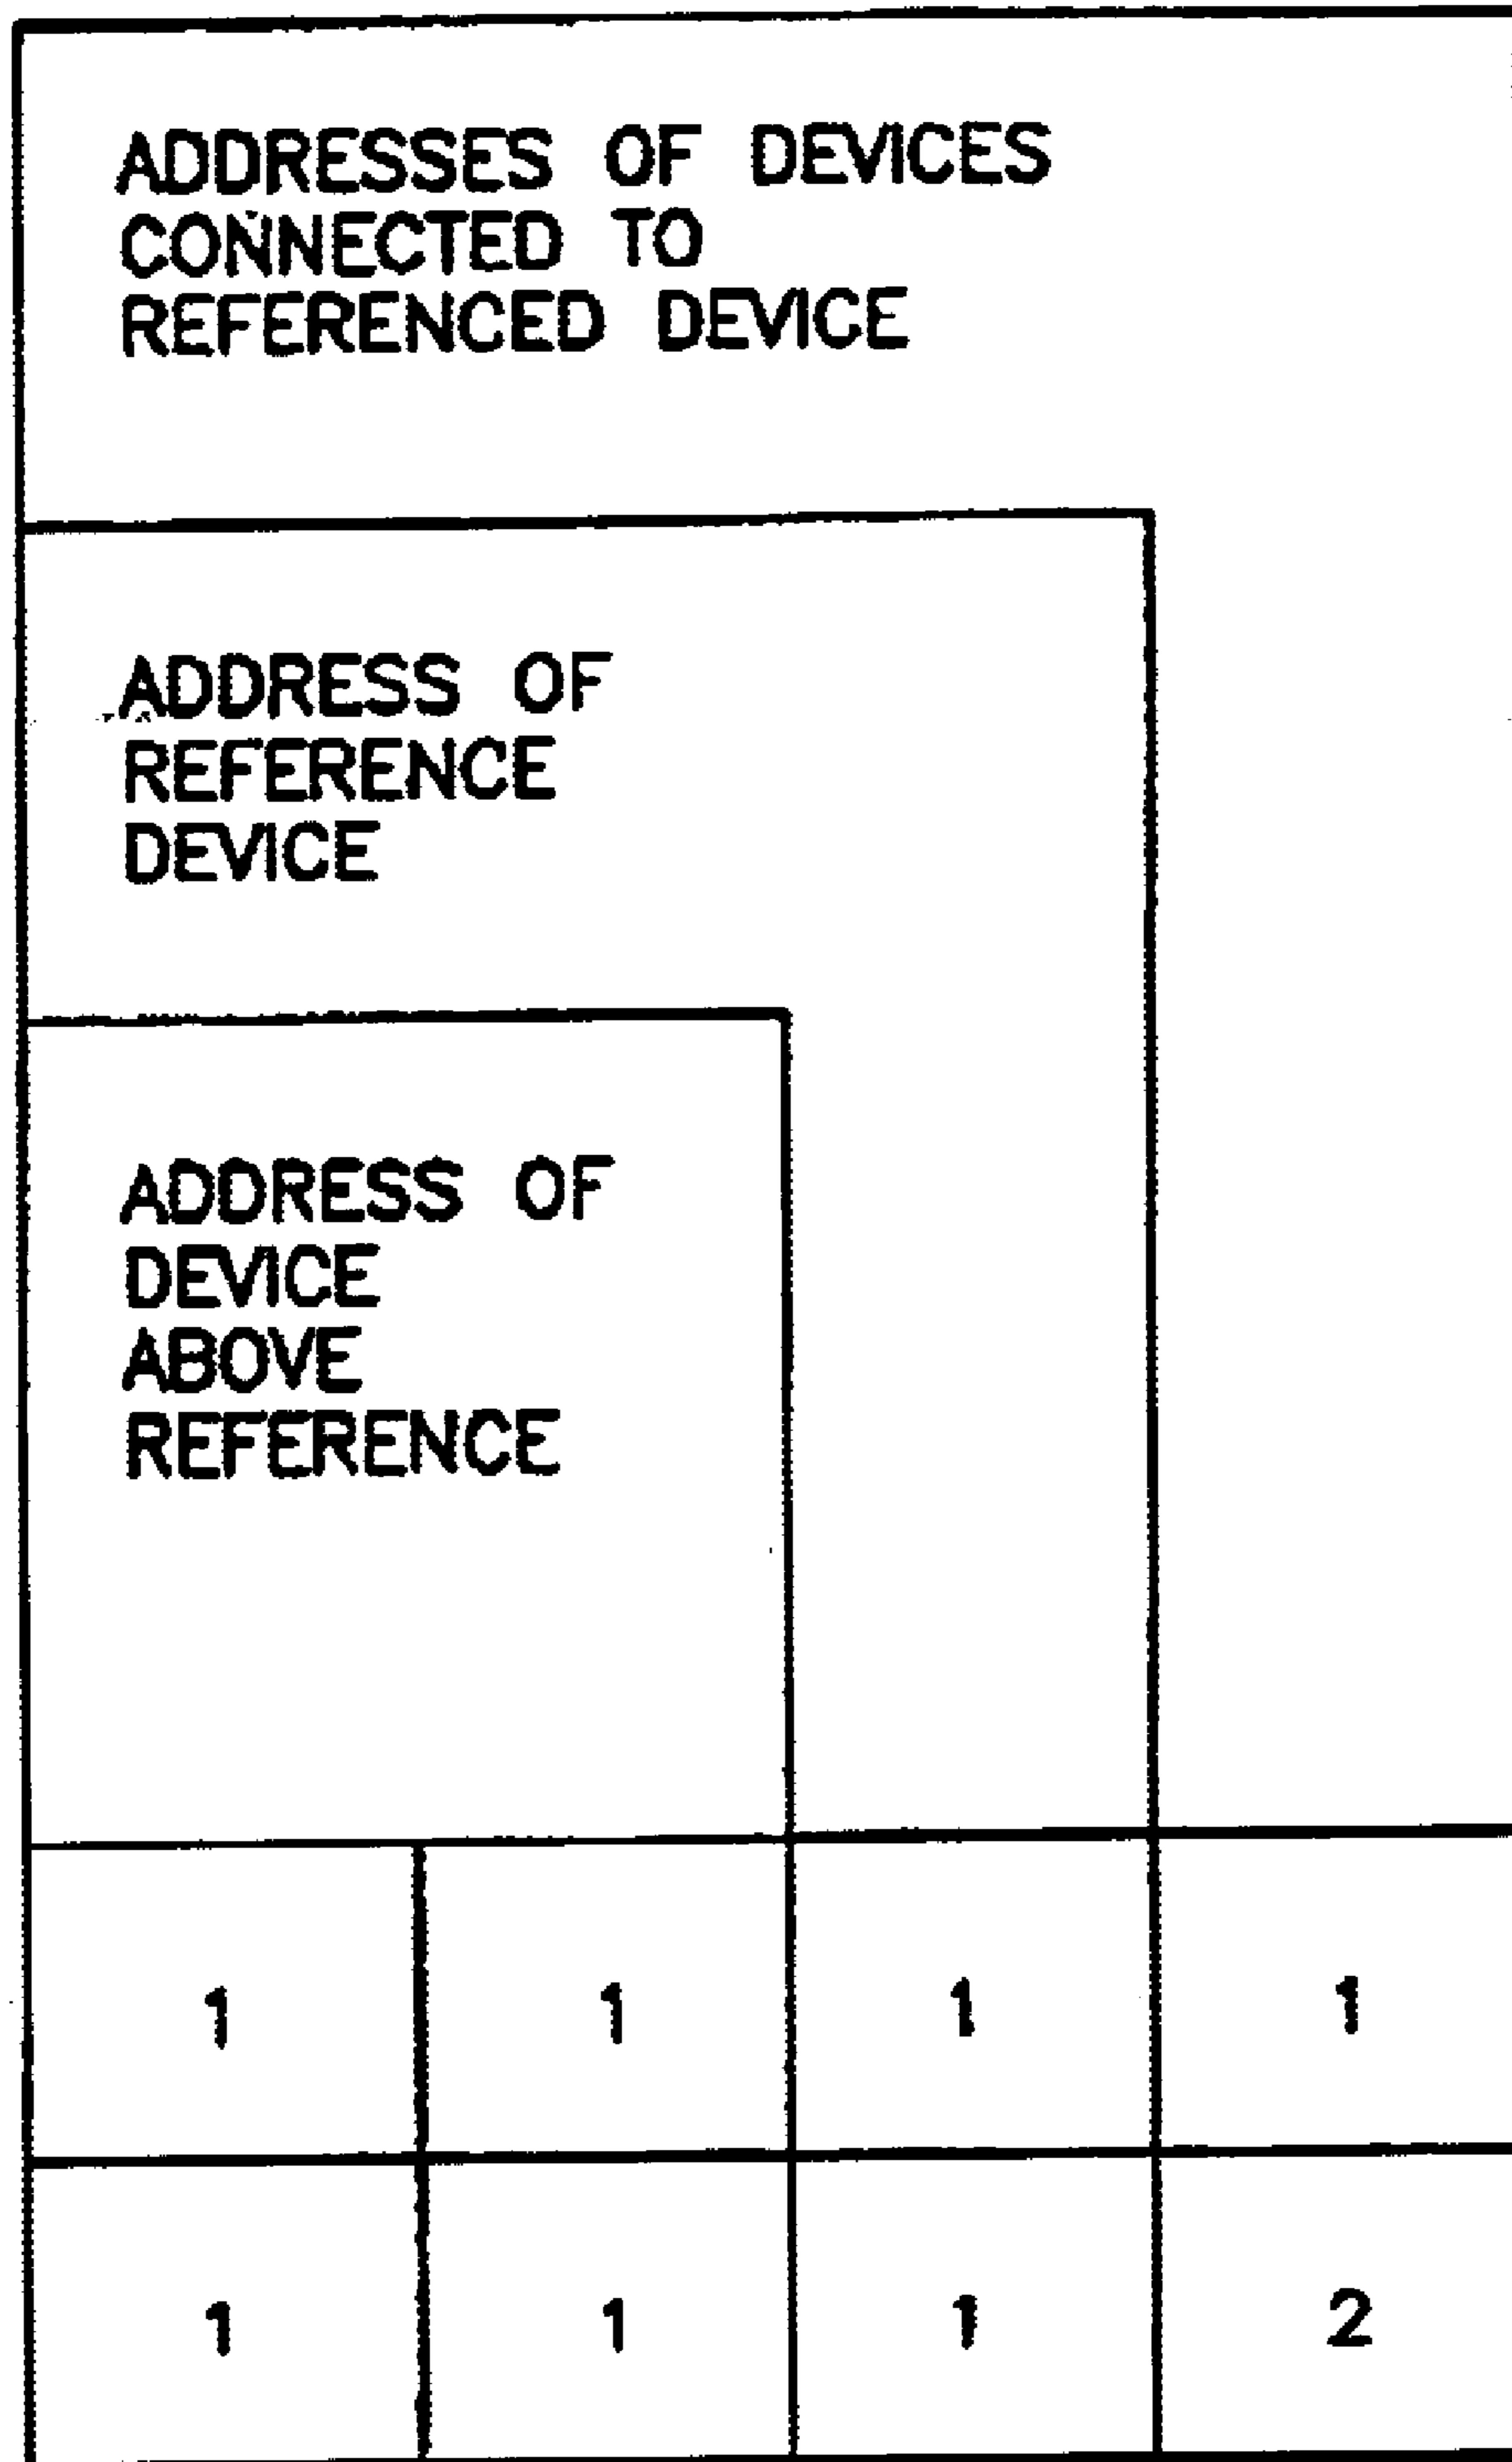 ADDRESSES OF DEVICES
CONNECTED TO
REFERENCED DEVICE
ADDRESS OF
REFERENCE
DEVICE
ADDRESS OF
DEVICE
ABOVE
REFERENCE
1 1 1 1
1 1 1 2